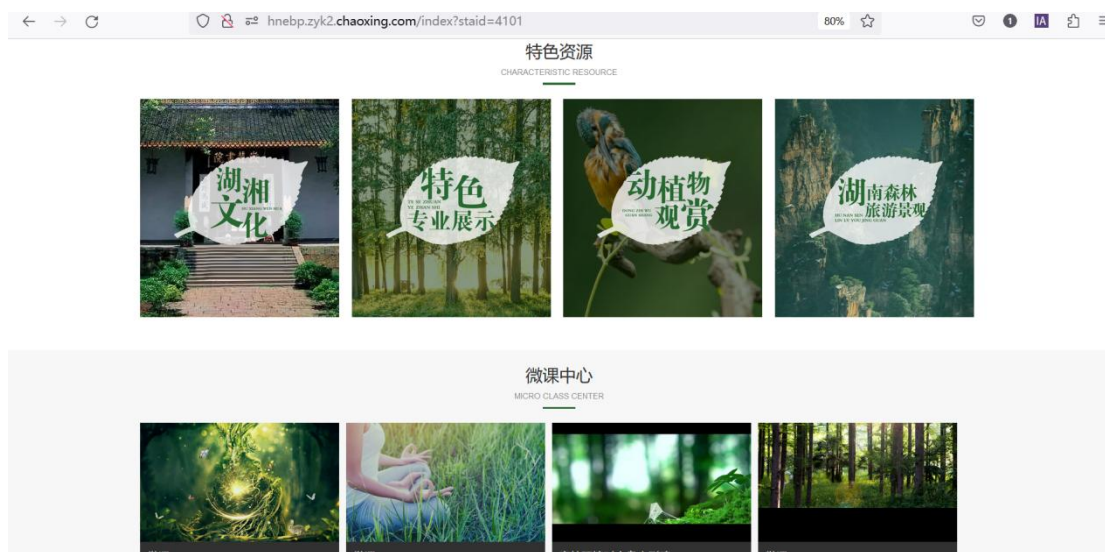 hnebp.zyk2.chaoxing.com/index?staid=4101
80%
1
IA
特色资源
CHARACTERISTIC RESOURCE
湖湘
文化
特色
专业展示
动植物
观赏
湖南森林
旅游景观
微课中心
MICRO CLASS CENTER